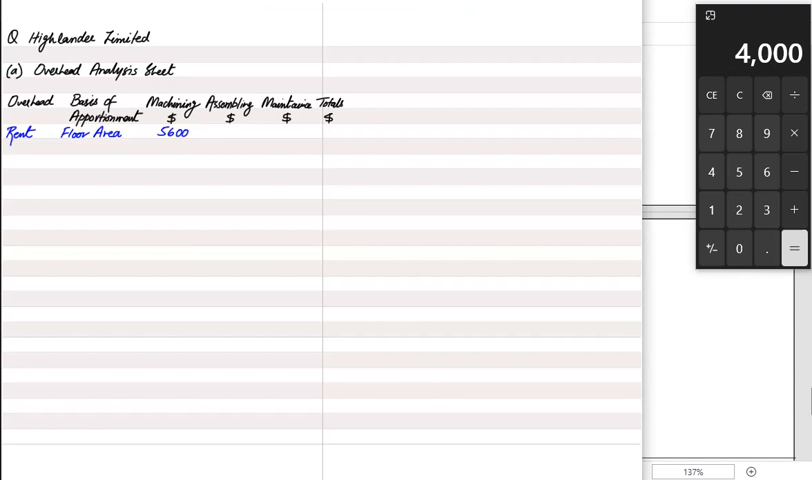 Q Highlander Limited
(a) Overhead Analysis Sheet
Overhead Basis of Apportionment Machining $ Assembling $ Maintaince $ Totals $
Rent Floor Area 5600
4,000
CE C ÷
7 8 9 ×
4 5 6 −
1 2 3 +
+/− 0 . =
137%